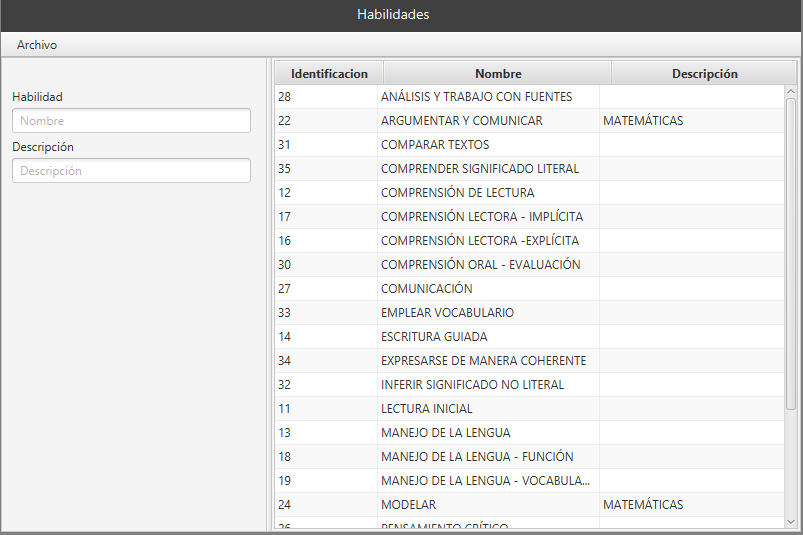 Habilidades
Archivo
Habilidad
Nombre
Descripción
Descripción
Identificacion Nombre Descripción
28 ANÁLISIS Y TRABAJO CON FUENTES
22 ARGUMENTAR Y COMUNICAR MATEMÁTICAS
31 COMPARAR TEXTOS
35 COMPRENDER SIGNIFICADO LITERAL
12 COMPRENSIÓN DE LECTURA
17 COMPRENSIÓN LECTORA - IMPLÍCITA
16 COMPRENSIÓN LECTORA -EXPLÍCITA
30 COMPRENSIÓN ORAL - EVALUACIÓN
27 COMUNICACIÓN
33 EMPLEAR VOCABULARIO
14 ESCRITURA GUIADA
34 EXPRESARSE DE MANERA COHERENTE
32 INFERIR SIGNIFICADO NO LITERAL
11 LECTURA INICIAL
13 MANEJO DE LA LENGUA
18 MANEJO DE LA LENGUA - FUNCIÓN
19 MANEJO DE LA LENGUA - VOCABULA...
24 MODELAR MATEMÁTICAS
26 PENSAMIENTO CRÍTICO